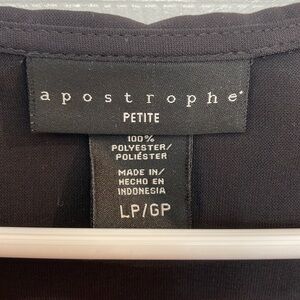 apostrophe®
PETITE
100%
POLYESTER/
POLIÉSTER
MADE IN/
HECHO EN
INDONESIA
LP/GP